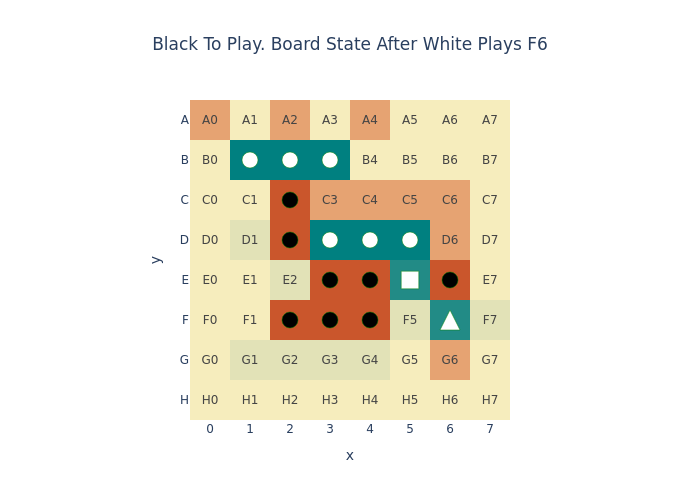 Black To Play. Board State After White Plays F6
A A0 A1 A2 A3 A4 A5 A6 A7
B B0 B4 B5 B6 B7
C C0 C1 C3 C4 C5 C6 C7
D D0 D1 D6 D7
E E0 E1 E2 E7
F F0 F1 F5 F7
G G0 G1 G2 G3 G4 G5 G6 G7
H H0 H1 H2 H3 H4 H5 H6 H7
0 1 2 3 4 5 6 7
x
y